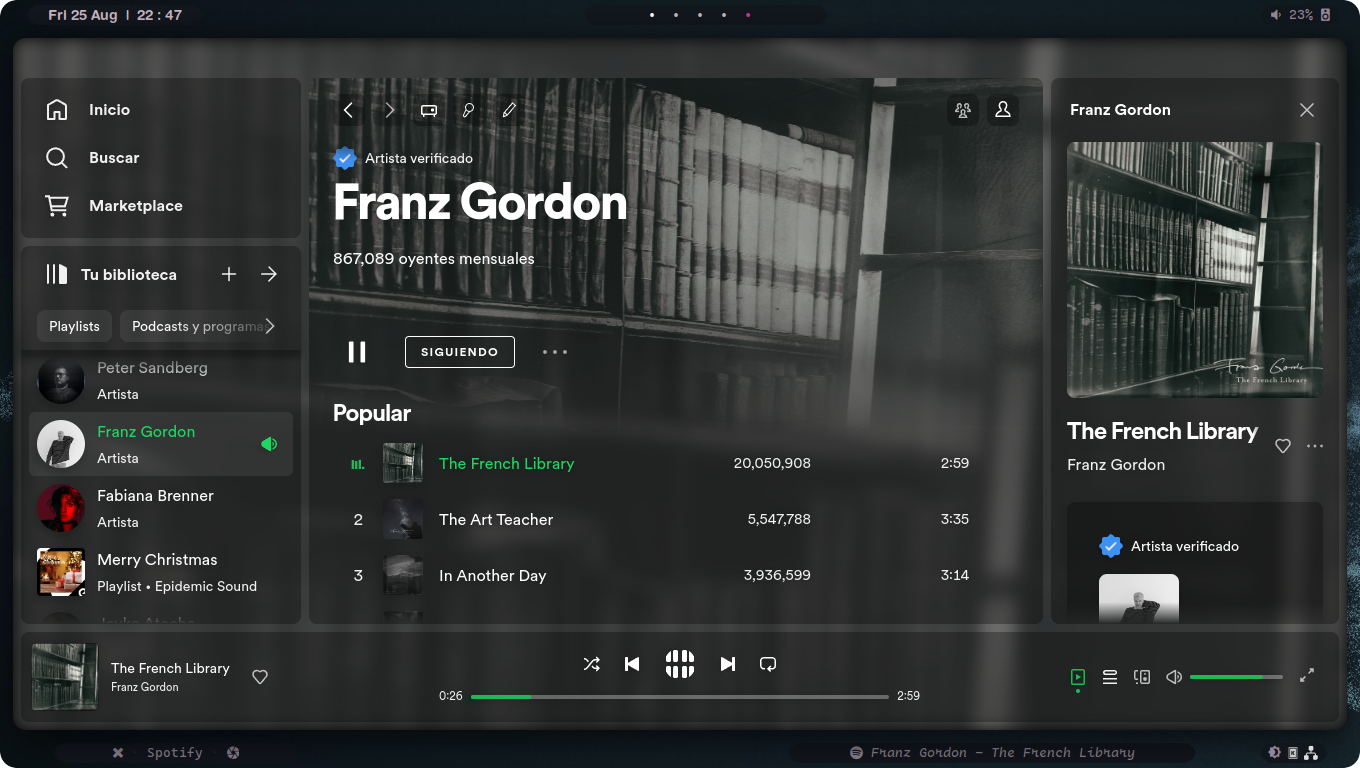 Fri 25 Aug | 22 : 47
23%
Inicio
Buscar
Marketplace
Tu biblioteca
Playlists
Podcasts y programas
Peter Sandberg
Artista
Franz Gordon
Artista
Fabiana Brenner
Artista
Merry Christmas
Playlist • Epidemic Sound
Artista verificado
Franz Gordon
867,089 oyentes mensuales
SIGUIENDO
Popular
The French Library 20,050,908 2:59
2 The Art Teacher 5,547,788 3:35
3 In Another Day 3,936,599 3:14
Franz Gordon
Franz Gordon
The French Library
The French Library
Franz Gordon
Artista verificado
The French Library
Franz Gordon
0:26
2:59
Spotify
Franz Gordon – The French Library